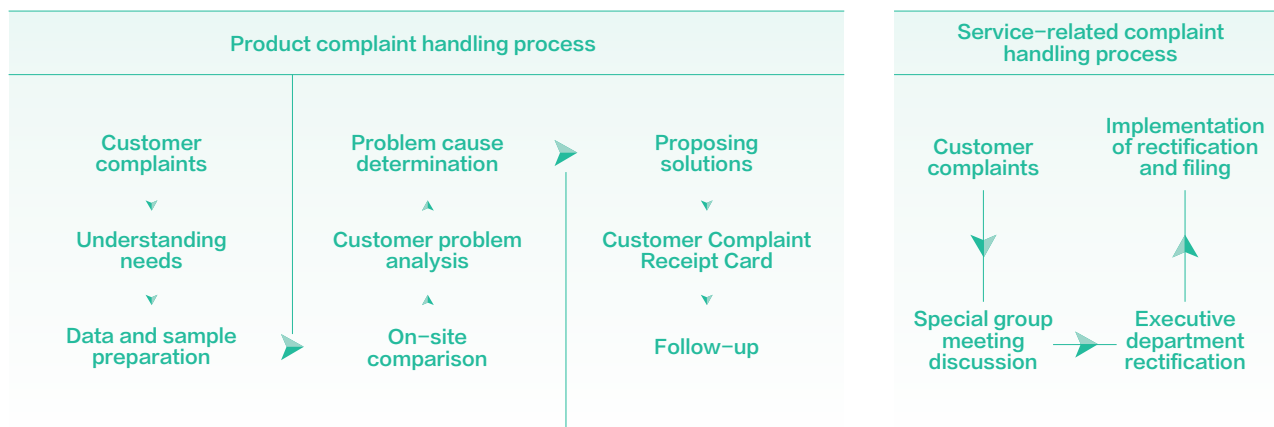 Product complaint handling process
Customer
complaints
Understanding
needs
Data and sample
preparation
On-site
comparison
Customer problem
analysis
Problem cause
determination
Proposing
solutions
Customer Complaint
Receipt Card
Follow-up
Service-related complaint
handling process
Customer
complaints
Special group
meeting
discussion
Executive
department
rectification
Implementation
of rectification
and filing